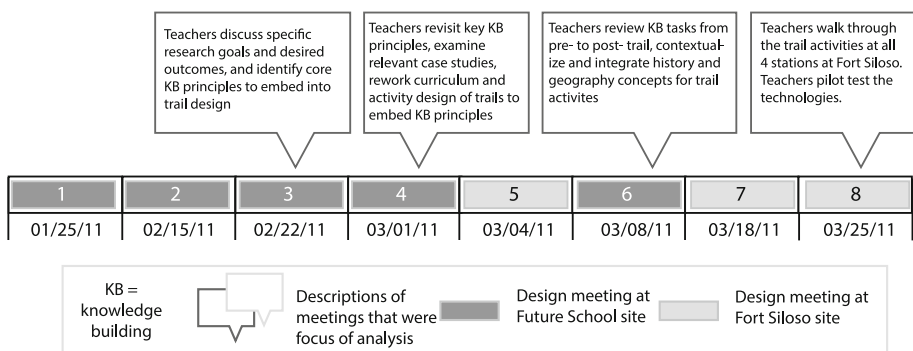 Teachers discuss specific
research goals and desired
outcomes, and identify core
KB principles to embed into
trail design
Teachers revisit key KB
principles, examine
relevant case studies,
rework curriculum and
activity design of trails to
embed KB principles
Teachers review KB tasks from
pre- to post- trail, contextual-
ize and integrate history and
geography concepts for trail
activites
Teachers walk through
the trail activities at all
4 stations at Fort Siloso.
Teachers pilot test the
technologies.
1 2 3 4 5 6 7 8
01/25/11 02/15/11 02/22/11 03/01/11 03/04/11 03/08/11 03/18/11 03/25/11
KB =
knowledge
building
Descriptions of
meetings that were
focus of analysis
Design meeting at
Future School site
Design meeting at
Fort Siloso site